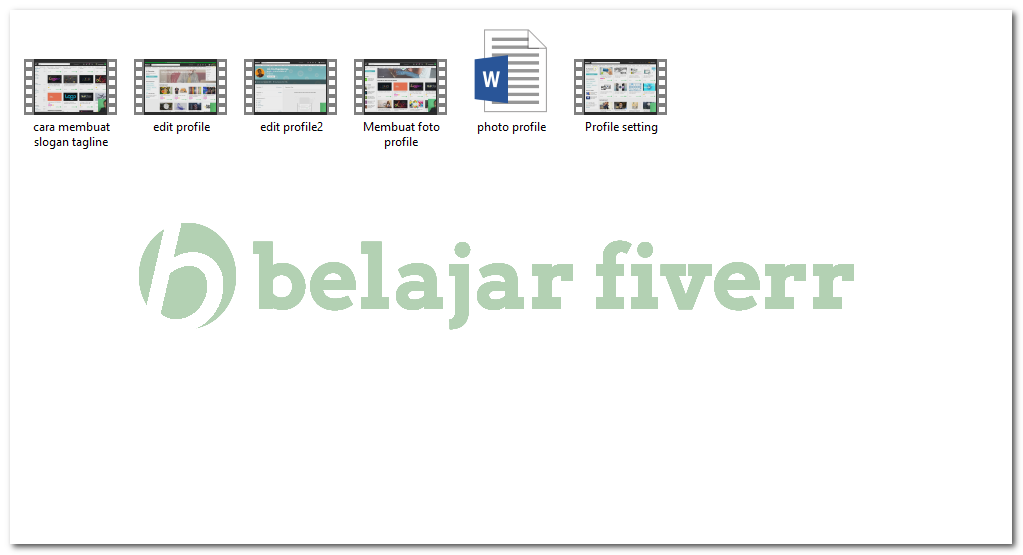 cara membuat
slogan tagline
edit profile
edit profile2
Membuat foto
profile
W
photo profile
Profile setting
belajar fiverr